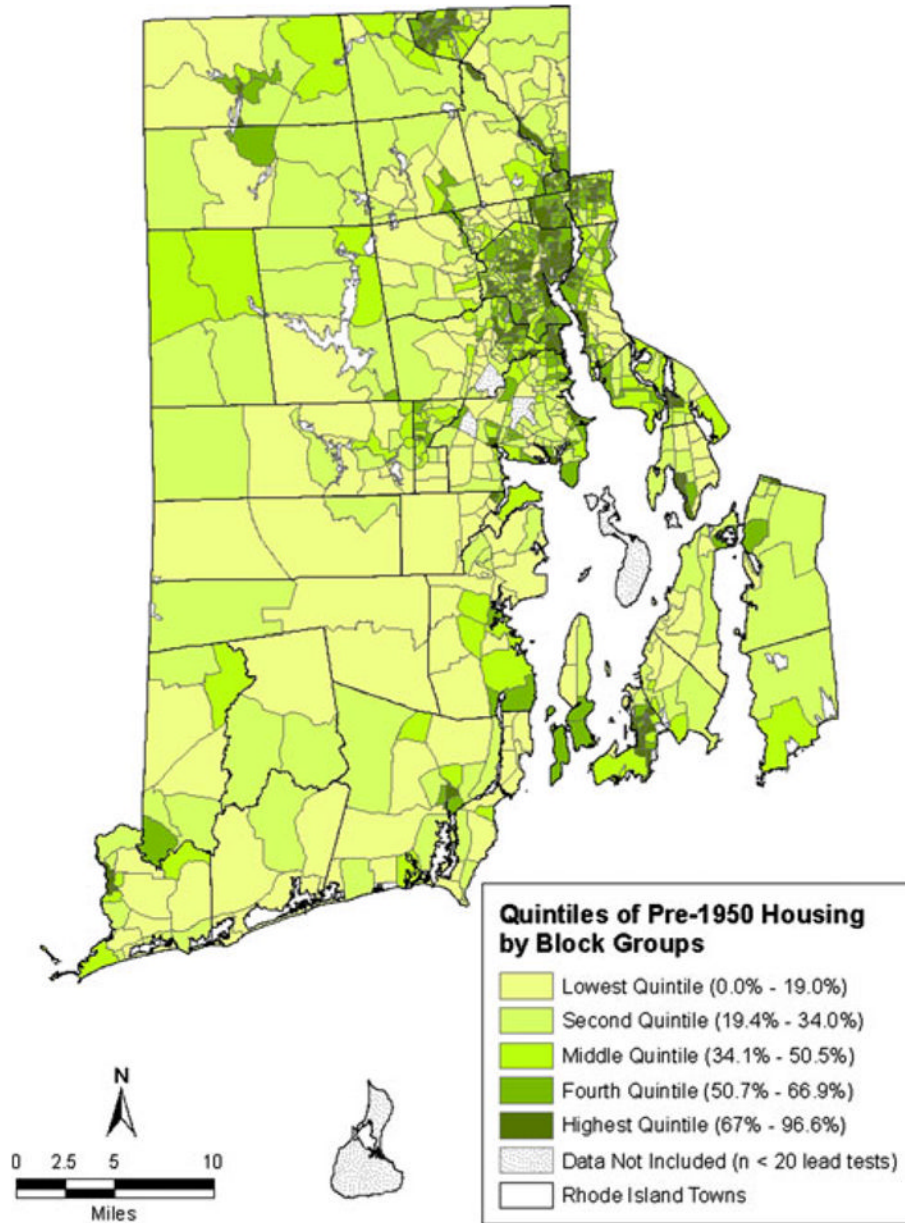 Quintiles of Pre-1950 Housing
by Block Groups
Lowest Quintile (0.0% - 19.0%)
Second Quintile (19.4% - 34.0%)
Middle Quintile (34.1% - 50.5%)
Fourth Quintile (50.7% - 66.9%)
Highest Quintile (67% - 96.6%)
Data Not Included (n < 20 lead tests)
Rhode Island Towns
N
0 2.5 5 10
Miles